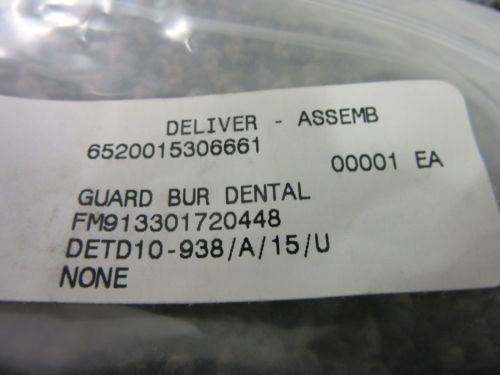 DELIVER - ASSEMB
6520015306661
00001 EA
GUARD BUR DENTAL
FM913301720448
DETD10-938/A/15/U
NONE